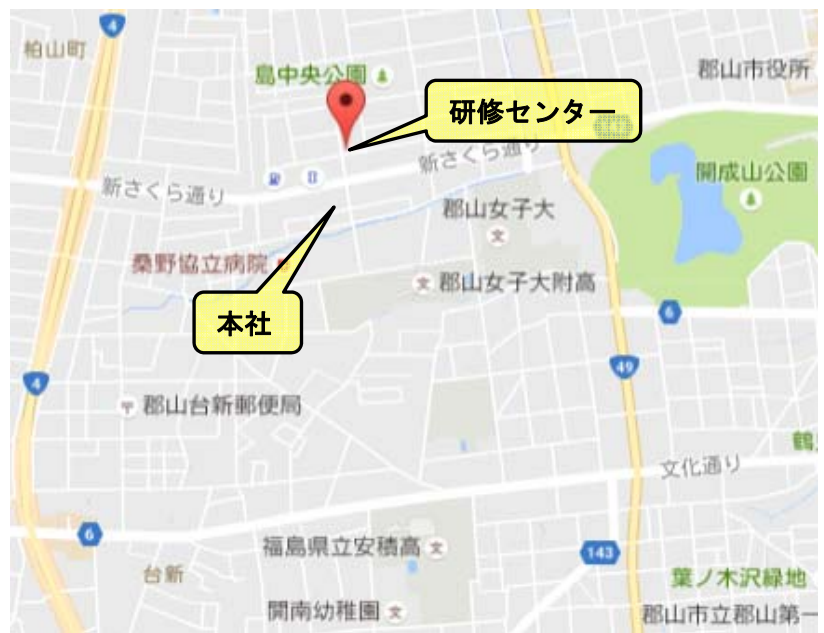 4
柏山町
島中央公園
郡山市役所
研修センター
新さくら通り
新さくら通り
開成山公園
郡山女子大
文
桑野協立病院
文
郡山女子大附高
本社
6
4
49
〒
郡山台新郵便局
文化通り
6
福島県立安積高
文
143
台新
葉ノ木沢緑地
開南幼稚園
文
郡山市立郡山第一